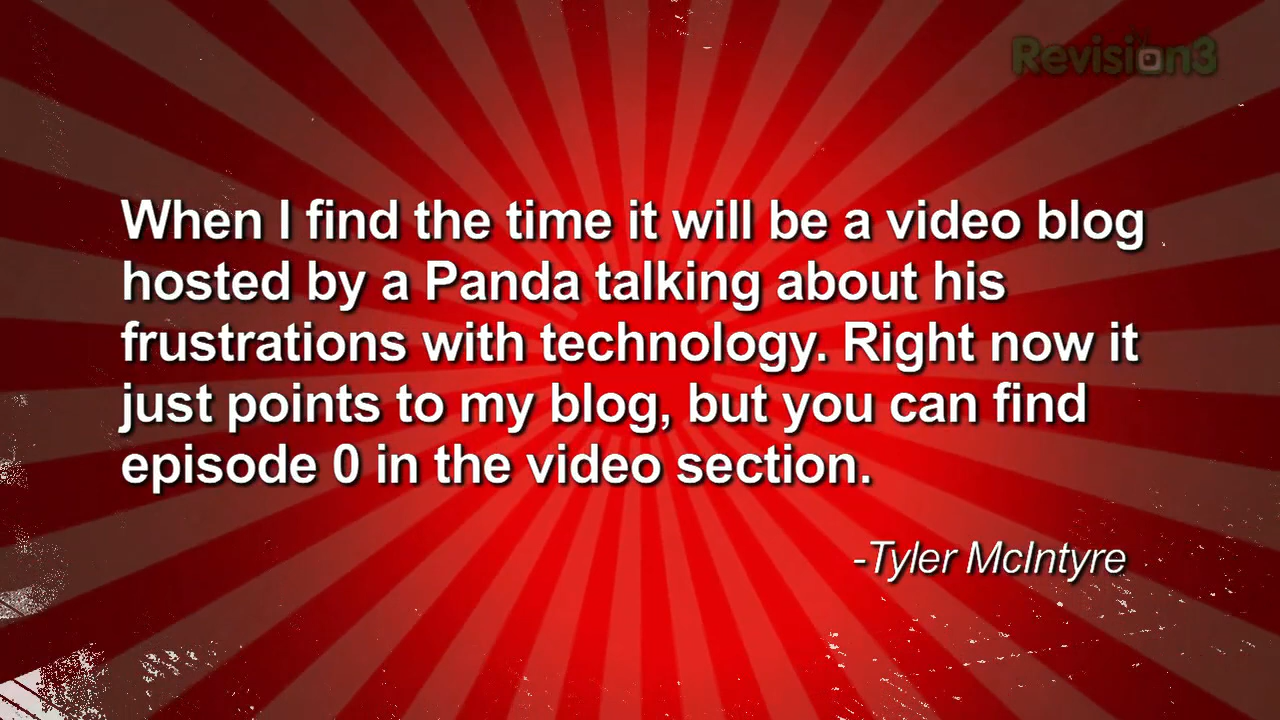 Revision3
When I find the time it will be a video blog
hosted by a Panda talking about his
frustrations with technology. Right now it
just points to my blog, but you can find
episode 0 in the video section.
-Tyler McIntyre